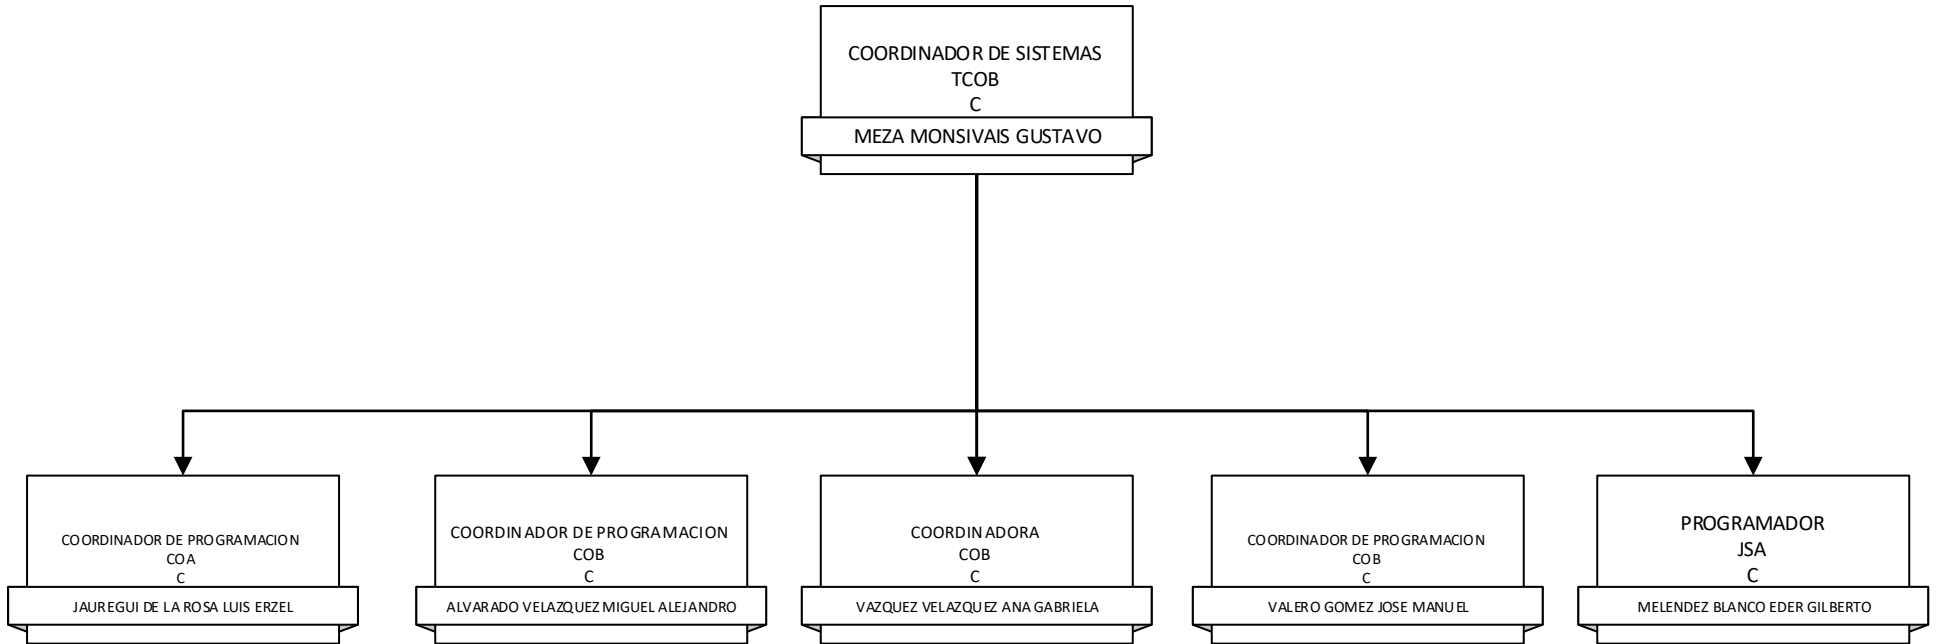 COORDINADOR DE SISTEMAS
TCOB
C
MEZA MONSIVAIS GUSTAVO
COORDINADOR DE PROGRAMACION
COA
C
JAUREGUI DE LA ROSA LUIS ERZEL
COORDINADOR DE PROGRAMACION
COB
C
ALVARADO VELAZQUEZ MIGUEL ALEJANDRO
COORDINADORA
COB
C
VAZQUEZ VELAZQUEZ ANA GABRIELA
COORDINADOR DE PROGRAMACION
COB
C
VALERO GOMEZ JOSE MANUEL
PROGRAMADOR
JSA
C
MELENDEZ BLANCO EDER GILBERTO